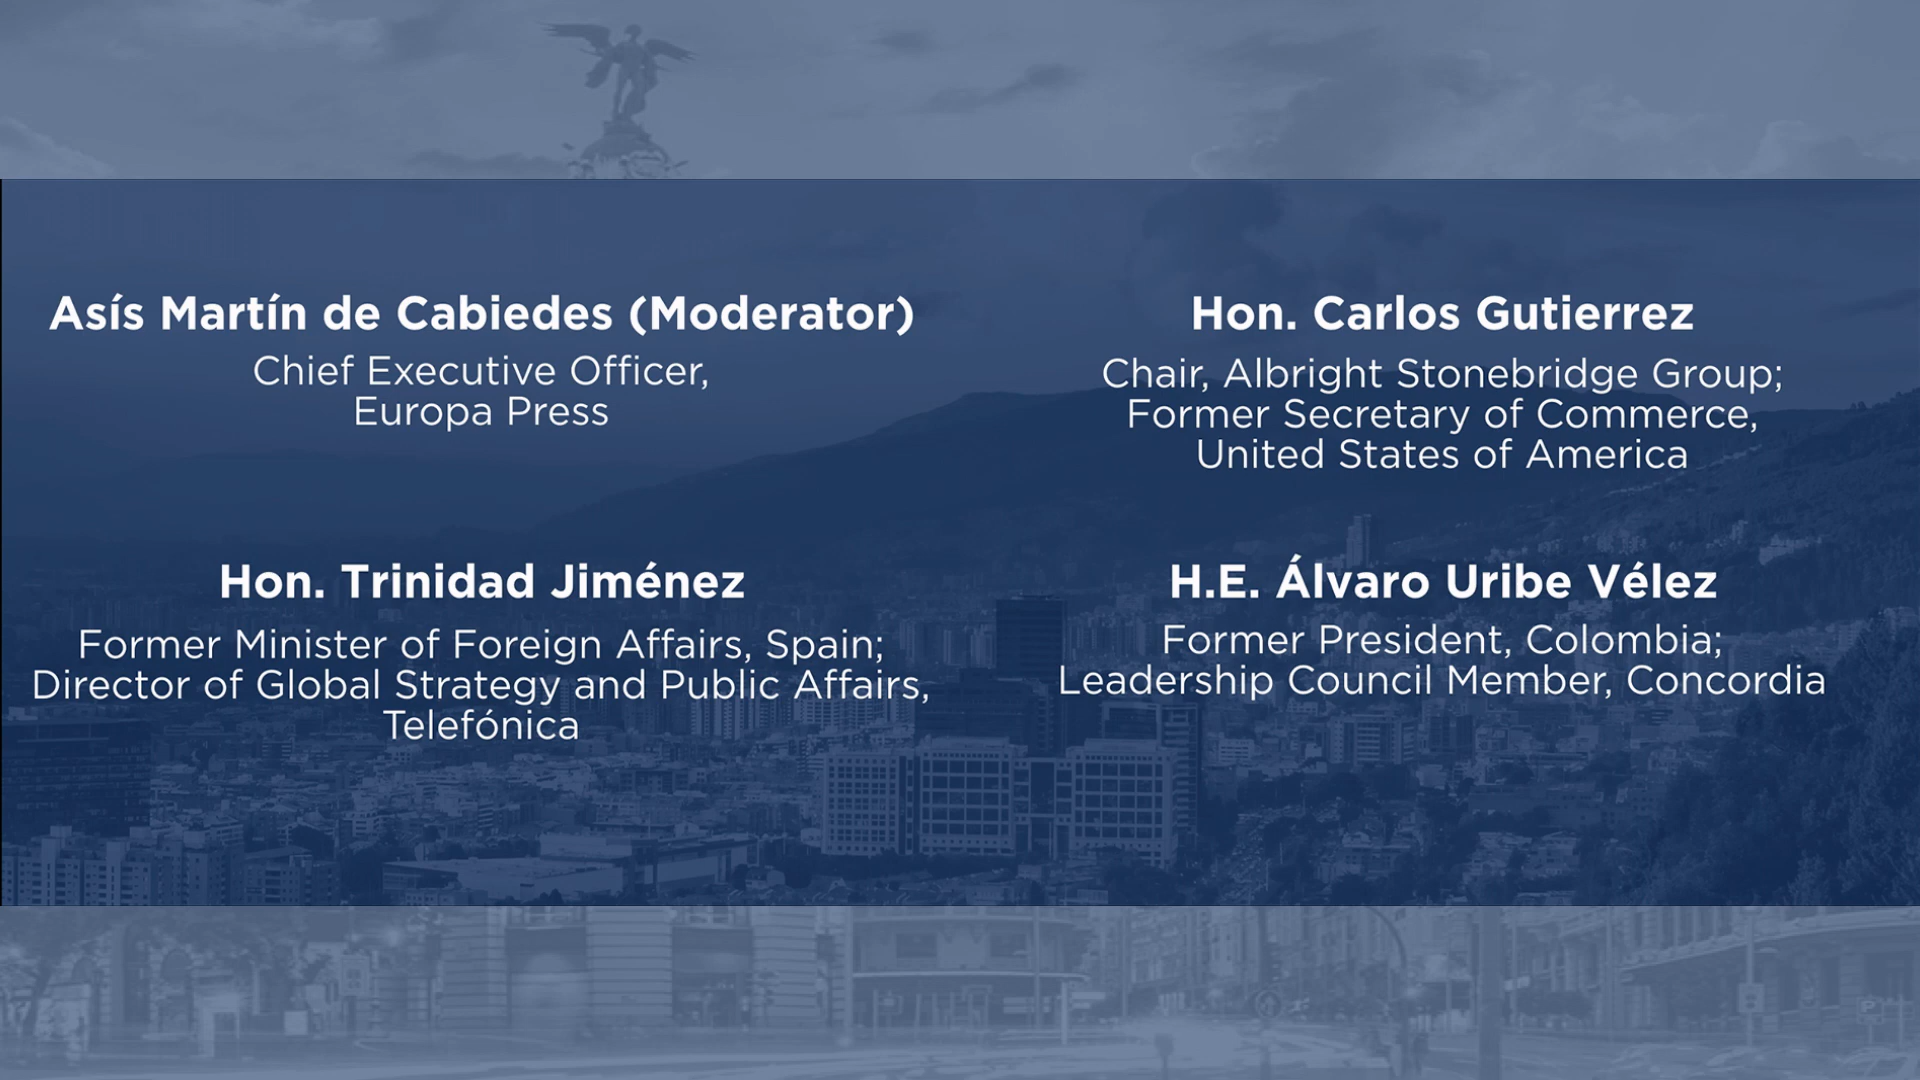 Asís Martín de Cabiedes (Moderator)
Chief Executive Officer,
Europa Press
Hon. Carlos Gutierrez
Chair, Albright Stonebridge Group;
Former Secretary of Commerce,
United States of America
Hon. Trinidad Jiménez
Former Minister of Foreign Affairs, Spain;
Director of Global Strategy and Public Affairs,
Telefónica
H.E. Álvaro Uribe Vélez
Former President, Colombia;
Leadership Council Member, Concordia